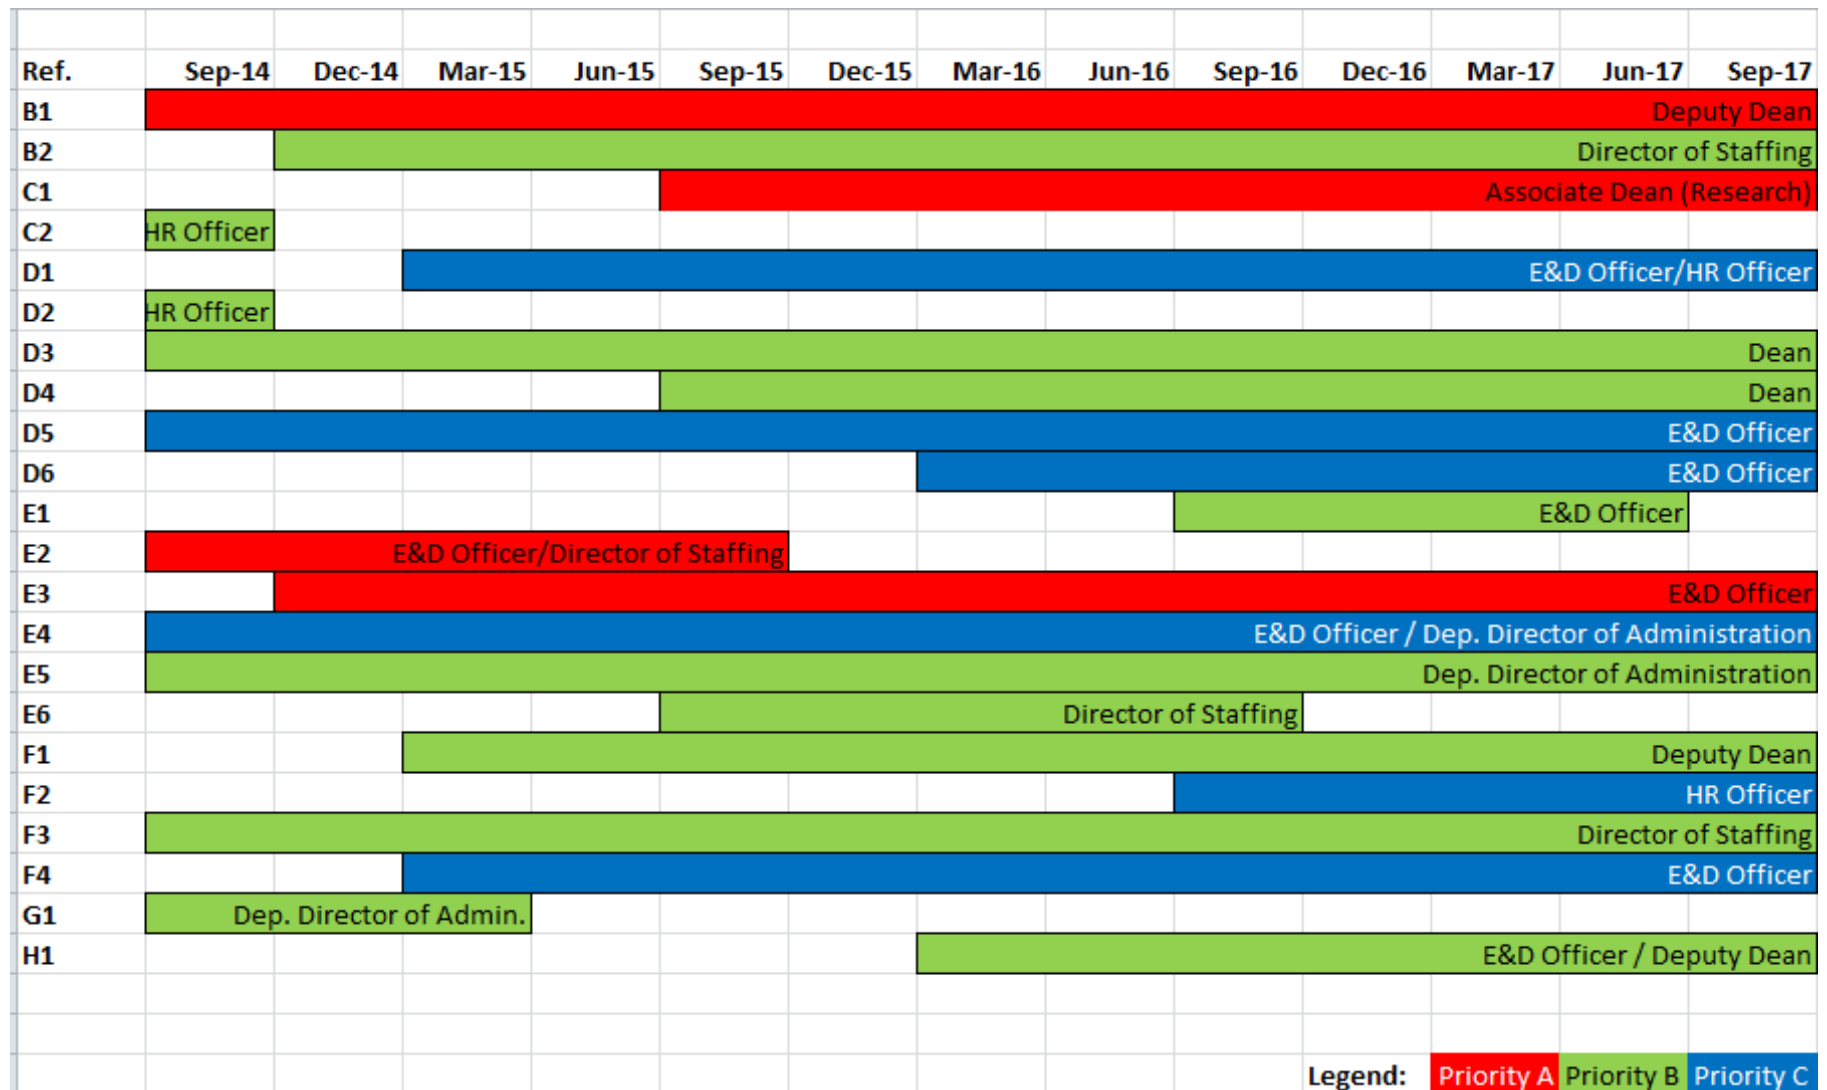 Ref. Sep-14 Dec-14 Mar-15 Jun-15 Sep-15 Dec-15 Mar-16 Jun-16 Sep-16 Dec-16 Mar-17 Jun-17 Sep-17
B1 Deputy Dean
B2 Director of Staffing
C1 Associate Dean (Research)
C2 HR Officer
D1 E&D Officer/HR Officer
D2 HR Officer
D3 Dean
D4 Dean
D5 E&D Officer
D6 E&D Officer
E1 E&D Officer
E2 E&D Officer/Director of Staffing
E3 E&D Officer
E4 E&D Officer / Dep. Director of Administration
E5 Dep. Director of Administration
E6 Director of Staffing
F1 Deputy Dean
F2 HR Officer
F3 Director of Staffing
F4 E&D Officer
G1 Dep. Director of Admin.
H1 E&D Officer / Deputy Dean
Legend: Priority A Priority B Priority C